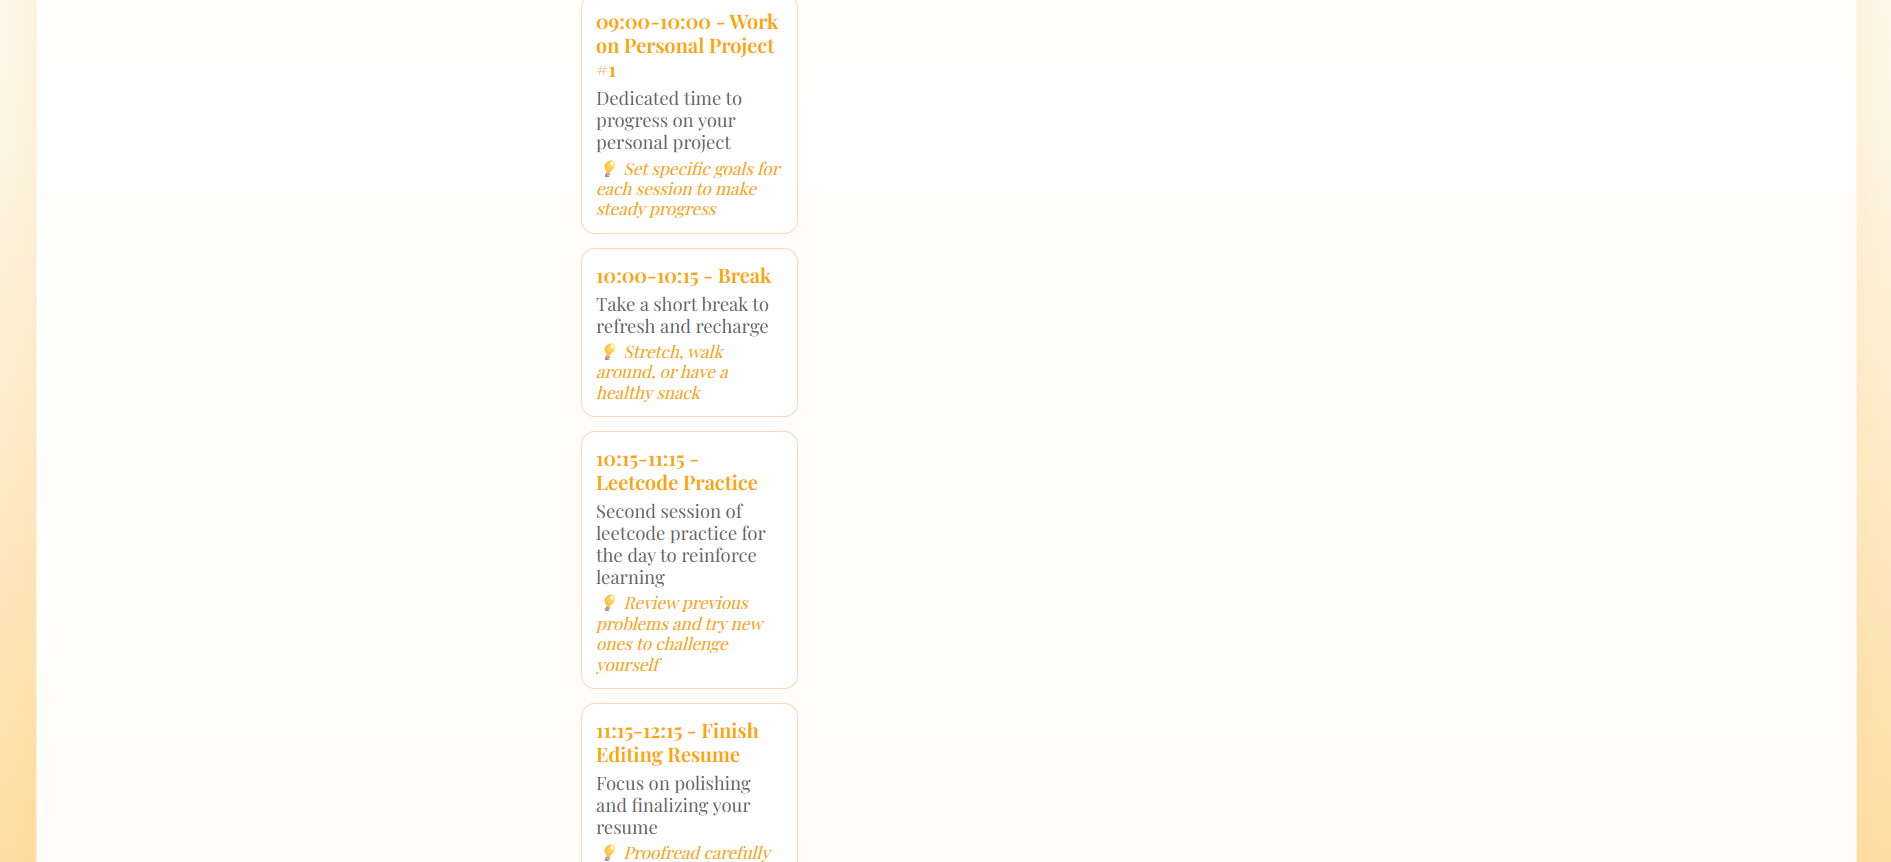 09:00-10:00 - Work
on Personal Project
#1
Dedicated time to
progress on your
personal project
💡 Set specific goals for
each session to make
steady progress
10:00-10:15 - Break
Take a short break to
refresh and recharge
💡 Stretch, walk
around, or have a
healthy snack
10:15-11:15 -
Leetcode Practice
Second session of
leetcode practice for
the day to reinforce
learning
💡 Review previous
problems and try new
ones to challenge
yourself
11:15-12:15 - Finish
Editing Resume
Focus on polishing
and finalizing your
resume
💡 Proofread carefully